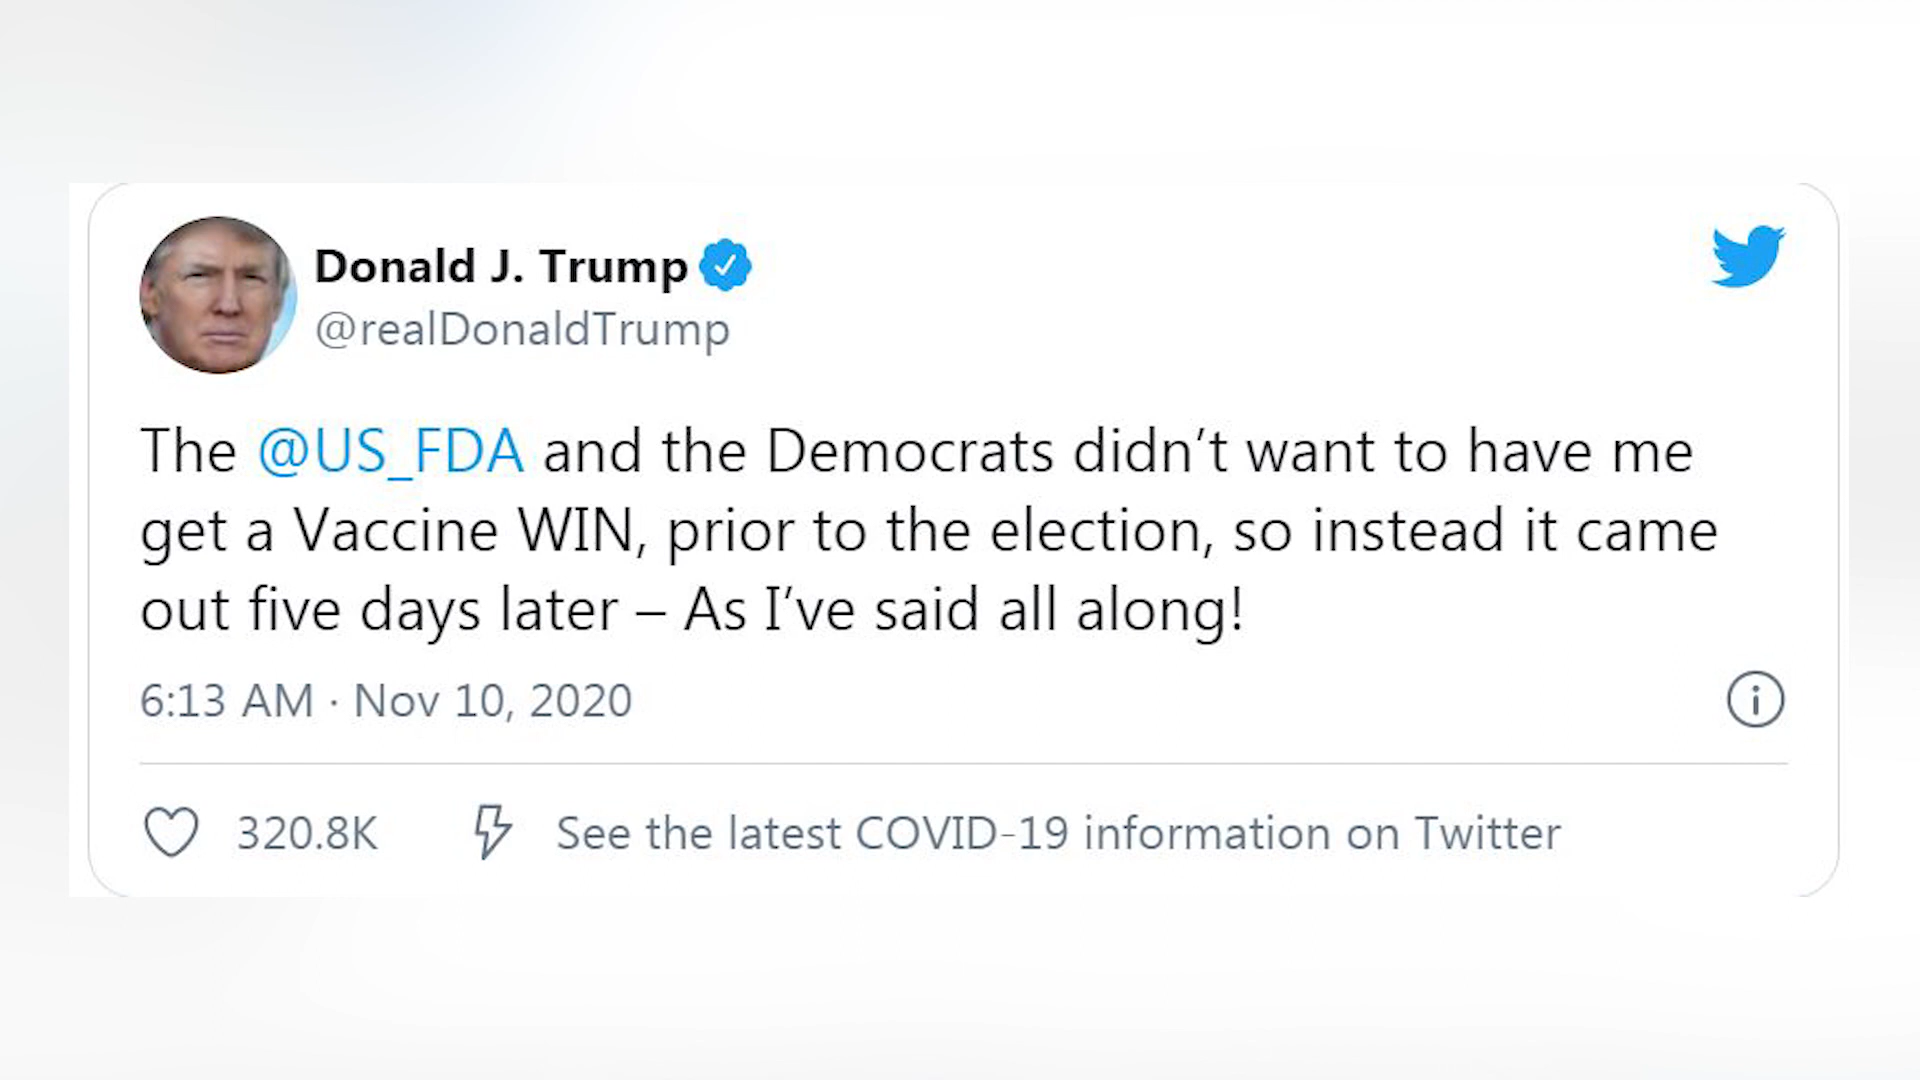 Donald J. Trump
@realDonaldTrump
The @US_FDA and the Democrats didn’t want to have me
get a Vaccine WIN, prior to the election, so instead it came
out five days later – As I’ve said all along!
6:13 AM · Nov 10, 2020
320.8K See the latest COVID-19 information on Twitter